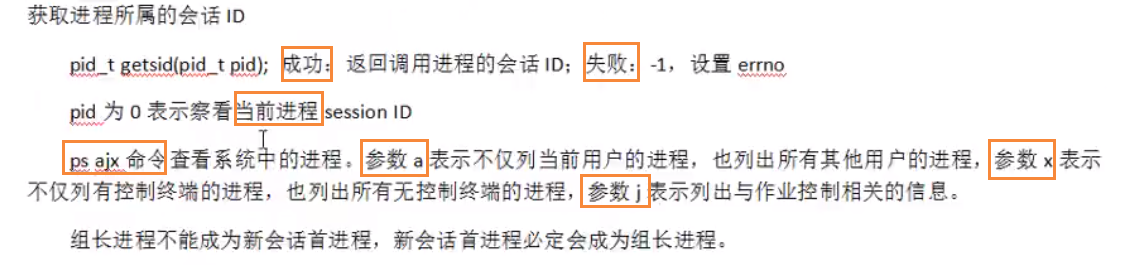 获取进程所属的会话 ID
pid_t getsid(pid_t pid); 成功：返回调用进程的会话 ID；失败：-1，设置 errno
pid 为 0 表示察看当前进程 session ID
ps ajx 命令查看系统中的进程。参数 a 表示不仅列当前用户的进程，也列出所有其他用户的进程，参数 x 表示
不仅列有控制终端的进程，也列出所有无控制终端的进程，参数 j 表示列出与作业控制相关的信息。
组长进程不能成为新会话首进程，新会话首进程必定会成为组长进程。